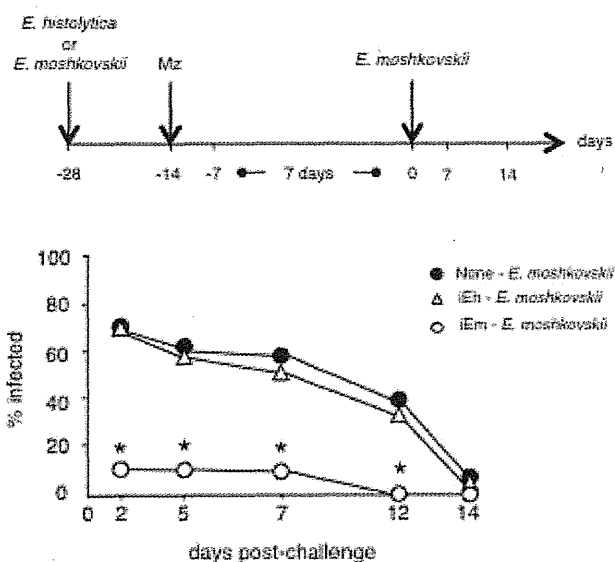 E. histolytica
or
E. moshkovskii
Mz
E. moshkovskii
days
-28
-14
-7
7 days
0
7
14
100
80
60
40
20
0
% infected
* * * *
None - E. moshkovskii
iEh - E. moshkovskii
iEm - E. moshkovskii
0 2 5 7 12 14
days post-challenge